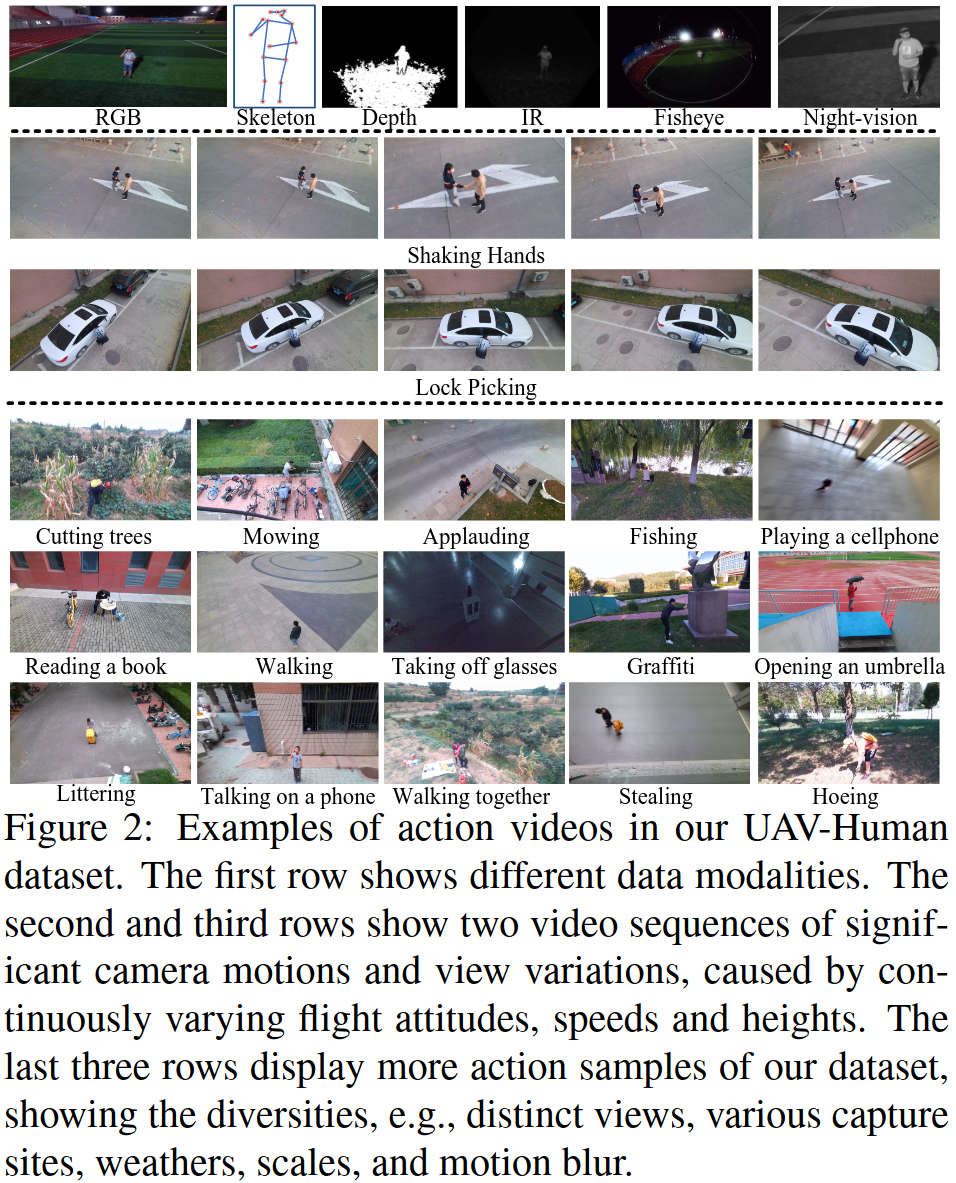 RGB Skeleton Depth IR Fisheye Night-vision
Shaking Hands
Lock Picking
Cutting trees Mowing Applauding Fishing Playing a cellphone
Reading a book Walking Taking off glasses Graffiti Opening an umbrella
Littering Talking on a phone Walking together Stealing Hoeing
Figure 2: Examples of action videos in our UAV-Human
dataset. The first row shows different data modalities. The
second and third rows show two video sequences of signif-
icant camera motions and view variations, caused by con-
tinuously varying flight attitudes, speeds and heights. The
last three rows display more action samples of our dataset,
showing the diversities, e.g., distinct views, various capture
sites, weathers, scales, and motion blur.